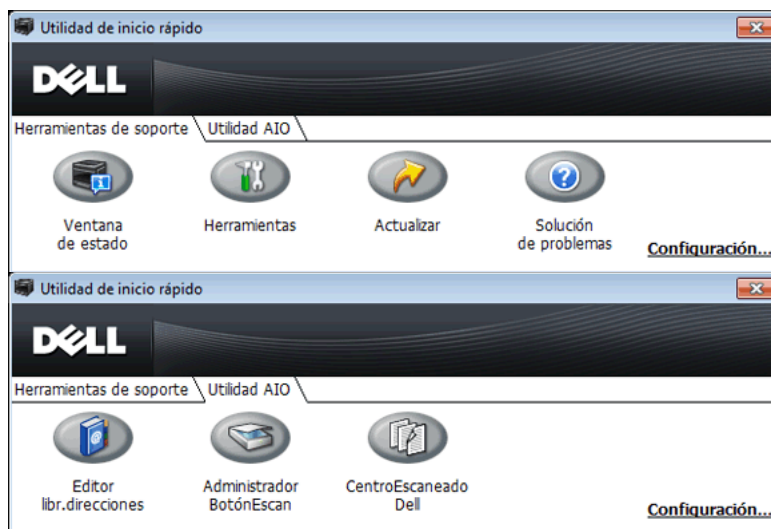 Utilidad de inicio rápido
DELL
Herramientas de soporte Utilidad AIO
Ventana de estado
Herramientas
Actualizar
Solución de problemas
Configuración...
Utilidad de inicio rápido
DELL
Herramientas de soporte Utilidad AIO
Editor libr.direcciones
Administrador BotónEscan
CentroEscaneado Dell
Configuración...